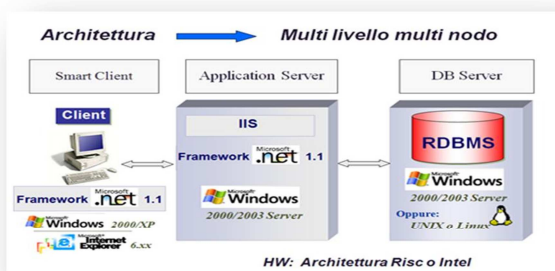 Architettura Multi livello multi nodo
Smart Client
Application Server
DB Server
Client
Framework Microsoft .net 1.1
Microsoft Windows 2000/XP
Microsoft Internet Explorer 6.xx
IIS
Framework Microsoft .net 1.1
Microsoft Windows
2000/2003 Server
RDBMS
Microsoft Windows
2000/2003 Server
Oppure:
UNIX o Linux
HW: Architettura Risc o Intel